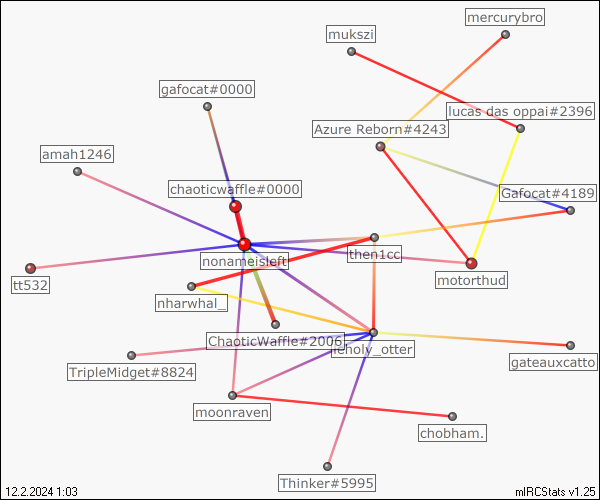 mercurybro
mukszi
gafocat#0000
lucas das oppai#2396
Azure Reborn#4243
amah1246
chaoticwaffle#0000
Gafocat#4189
nonameisleft
then1cc
tt532
motorthud
nharwhal_
ChaoticWaffle#2006
_otter
gateauxcatto
TripleMidget#8824
moonraven
chobham.
Thinker#5995
12.2.2024 1:03
mIRCStats v1.25